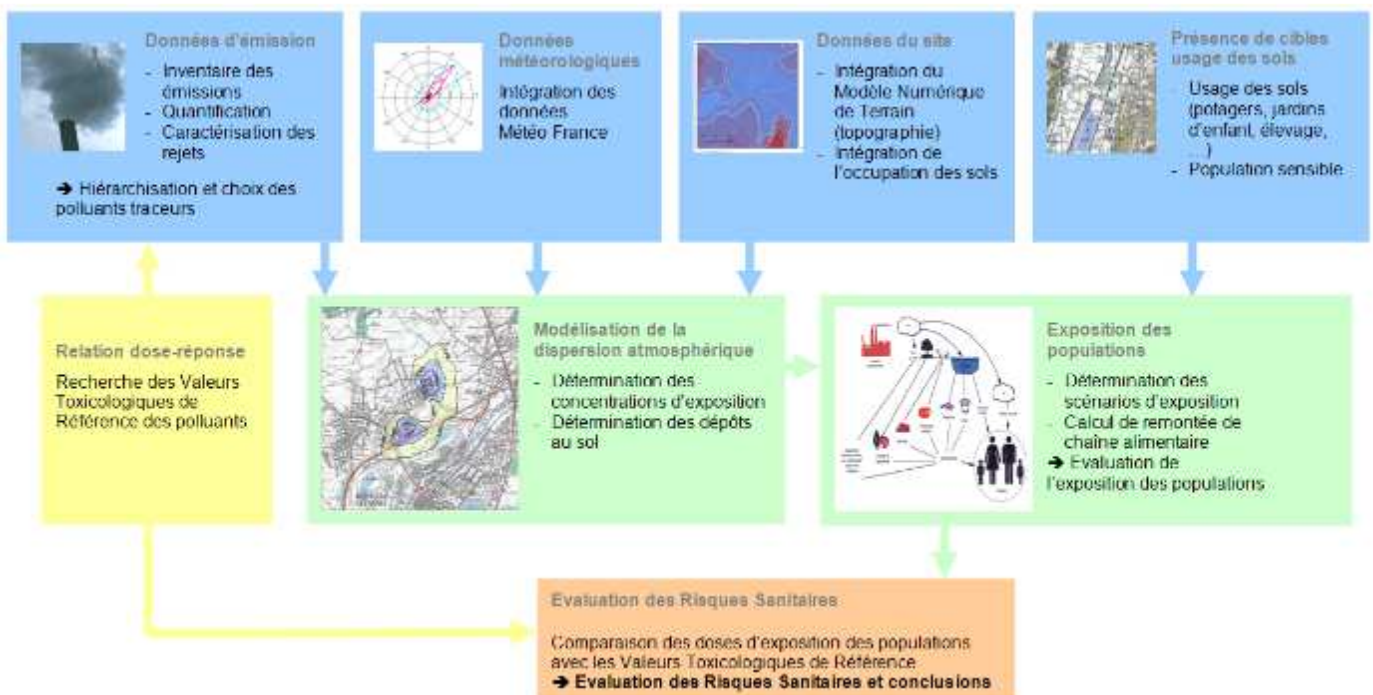 Données d'émission
- Inventaire des
émissions
- Quantification
- Caractérisation des
rejets
➔ Hiérarchisation et choix des
polluants traceurs
Données
météorologiques
Intégration des
données
Météo France
Données du site
- Intégration du
Modèle Numérique
de Terrain
(topographie)
- Intégration de
l'occupation des sols
Présence de cibles
usage des sols
- Usage des sols
(potagers, jardins
d'enfant, élevage,
...)
- Population sensible
Relation dose-réponse
Recherche des Valeurs
Toxicologiques de
Référence des polluants
Modélisation de la
dispersion atmosphérique
- Détermination des
concentrations d'exposition
- Détermination des dépôts
au sol
Exposition des
populations
- Détermination des
scénarios d'exposition
- Calcul de remontée de
chaîne alimentaire
➔ Evaluation de
l'exposition des populations
Evaluation des Risques Sanitaires
Comparaison des doses d'exposition des populations
avec les Valeurs Toxicologiques de Référence
➔ Evaluation des Risques Sanitaires et conclusions